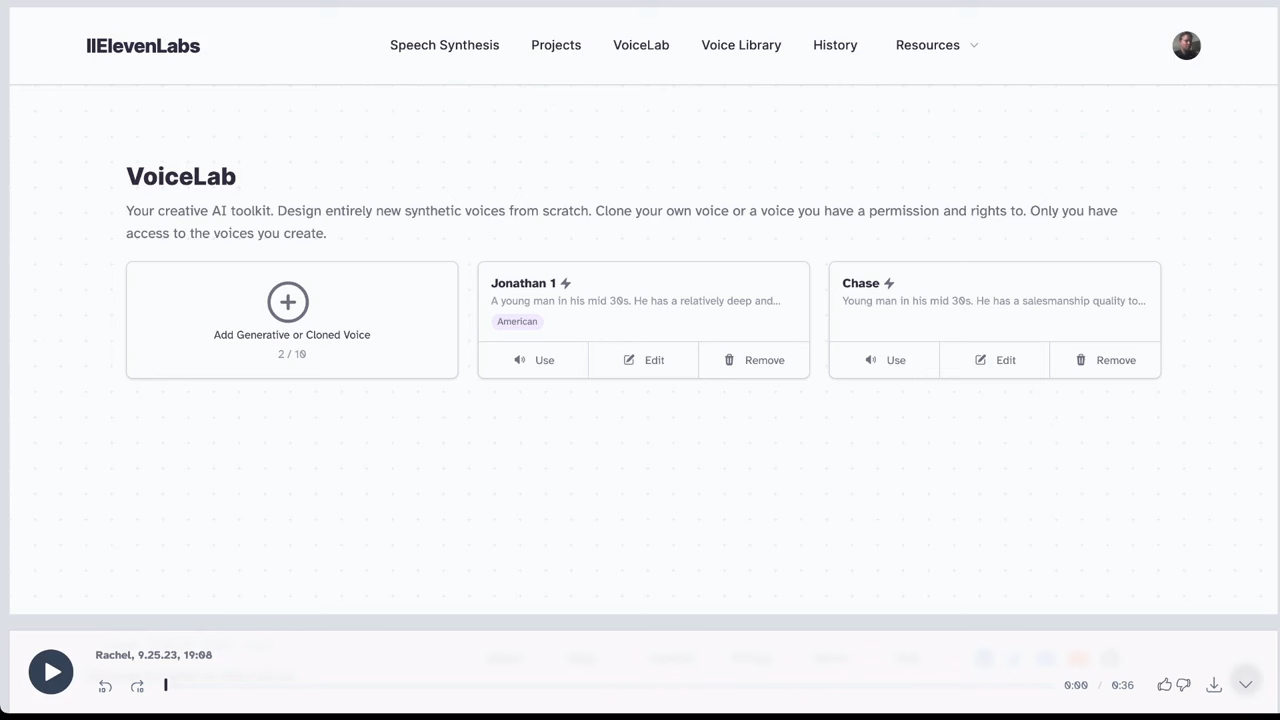 IIElevenLabs
Speech Synthesis Projects VoiceLab Voice Library History Resources
VoiceLab
Your creative AI toolkit. Design entirely new synthetic voices from scratch. Clone your own voice or a voice you have a permission and rights to. Only you have
access to the voices you create.
Add Generative or Cloned Voice
2 / 10
Jonathan 1
A young man in his mid 30s. He has a relatively deep and...
American
Use Edit Remove
Chase
Young man in his mid 30s. He has a salesmanship quality to...
Use Edit Remove
Rachel, 9.25.23, 19:08
10 10 0:00 / 0:36